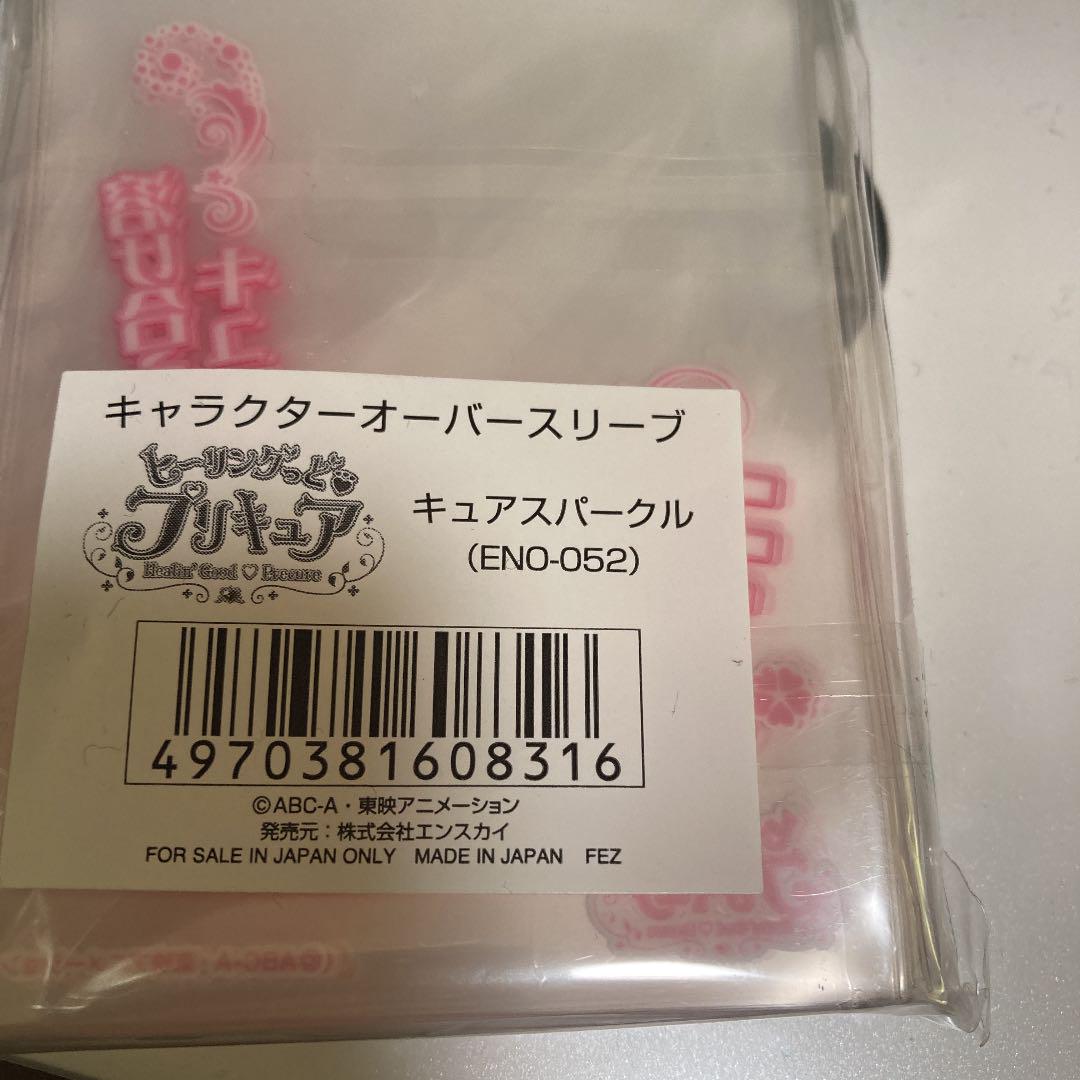 キャラクターオーバースリーブ
ヒーリングっど
プリキュア
Healin' Good ♡ Precure
キュアスパークル
(ENO-052)
4970381608316
©ABC-A・東映アニメーション
発売元：株式会社エンスカイ
FOR SALE IN JAPAN ONLY MADE IN JAPAN FEZ